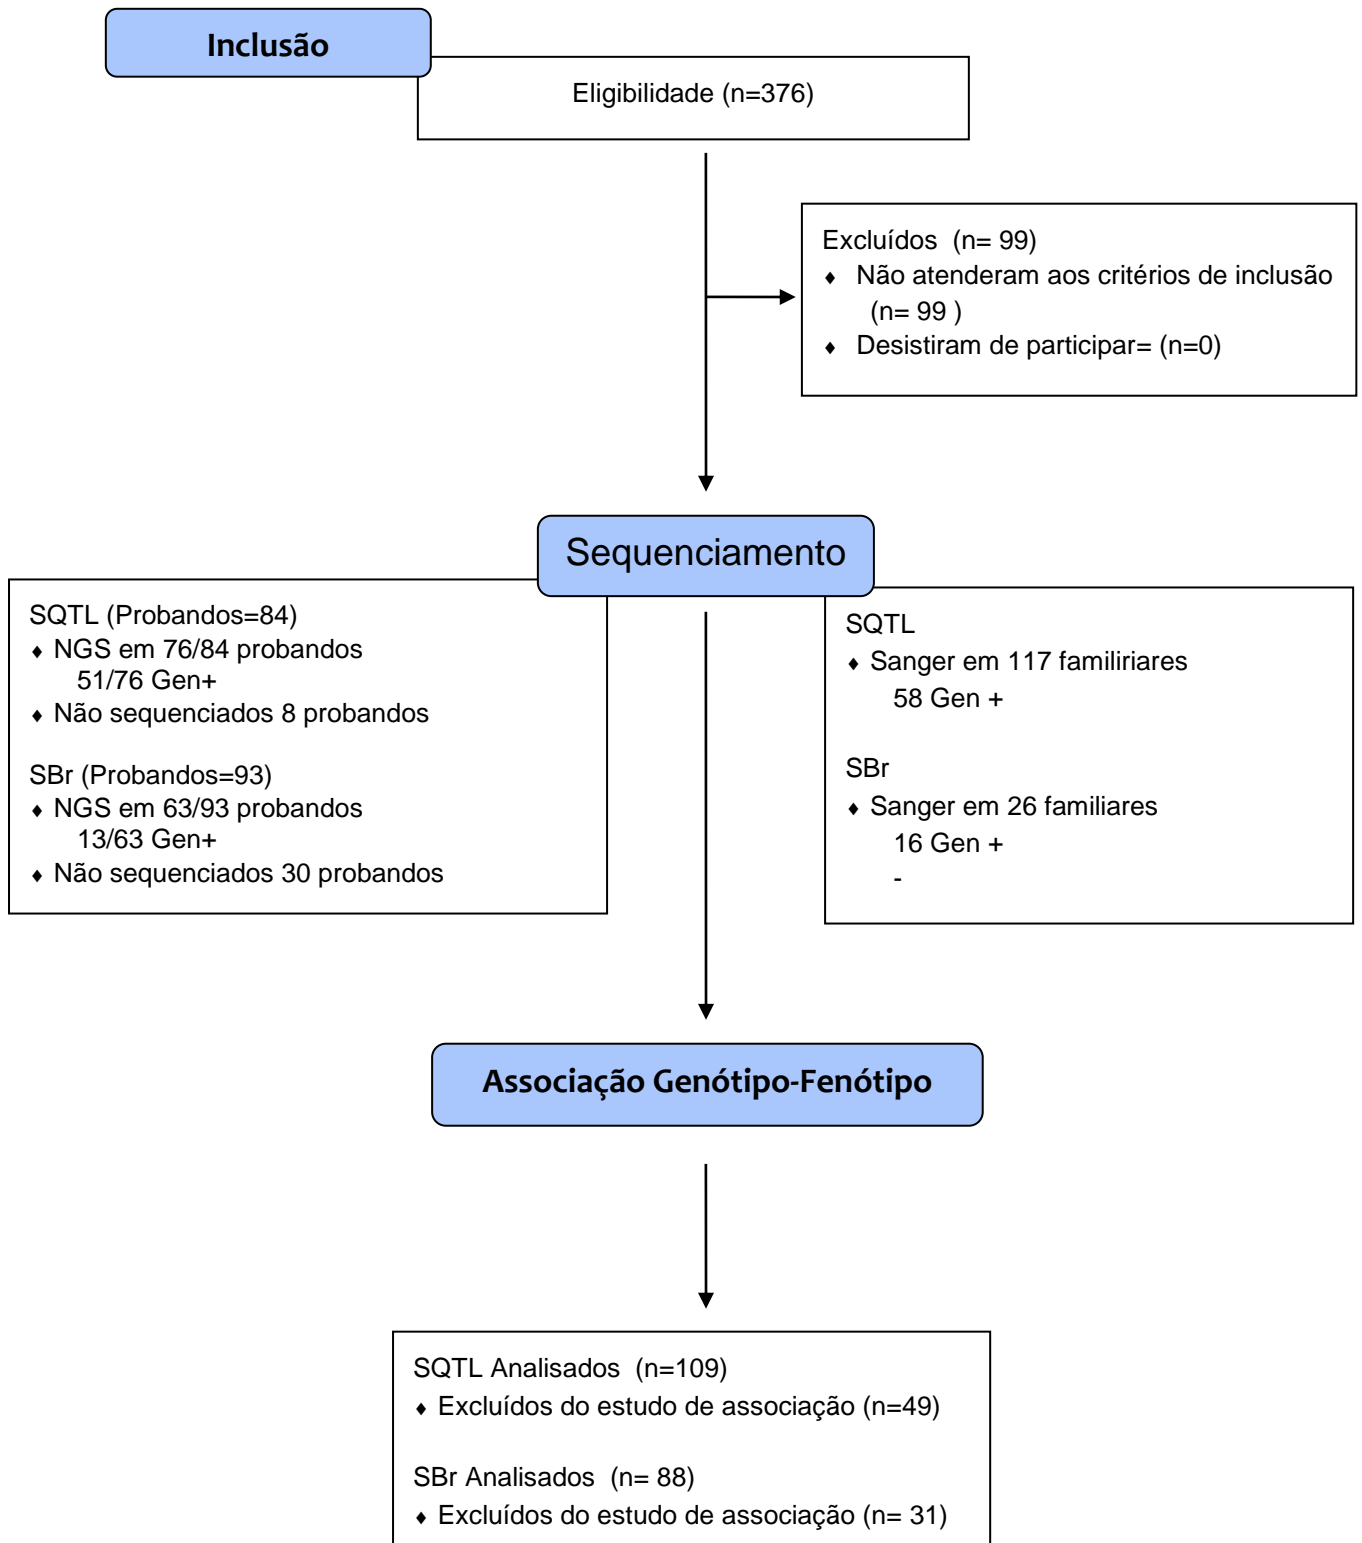 Inclusão
Eligibilidade (n=376)
Excluídos  (n= 99)
♦ Não atenderam aos critérios de inclusão
(n= 99 )
♦ Desistiram de participar= (n=0)
Sequenciamento
SQTL (Probandos=84)
♦ NGS em 76/84 probandos
51/76 Gen+
♦ Não sequenciados 8 probandos
SBr (Probandos=93)
♦ NGS em 63/93 probandos
13/63 Gen+
♦ Não sequenciados 30 probandos
SQTL
♦ Sanger em 117 familiriares
58 Gen +
SBr
♦ Sanger em 26 familiares
16 Gen +
-
Associação Genótipo-Fenótipo
SQTL Analisados  (n=109)
♦ Excluídos do estudo de associação (n=49)
SBr Analisados  (n= 88)
♦ Excluídos do estudo de associação (n= 31)